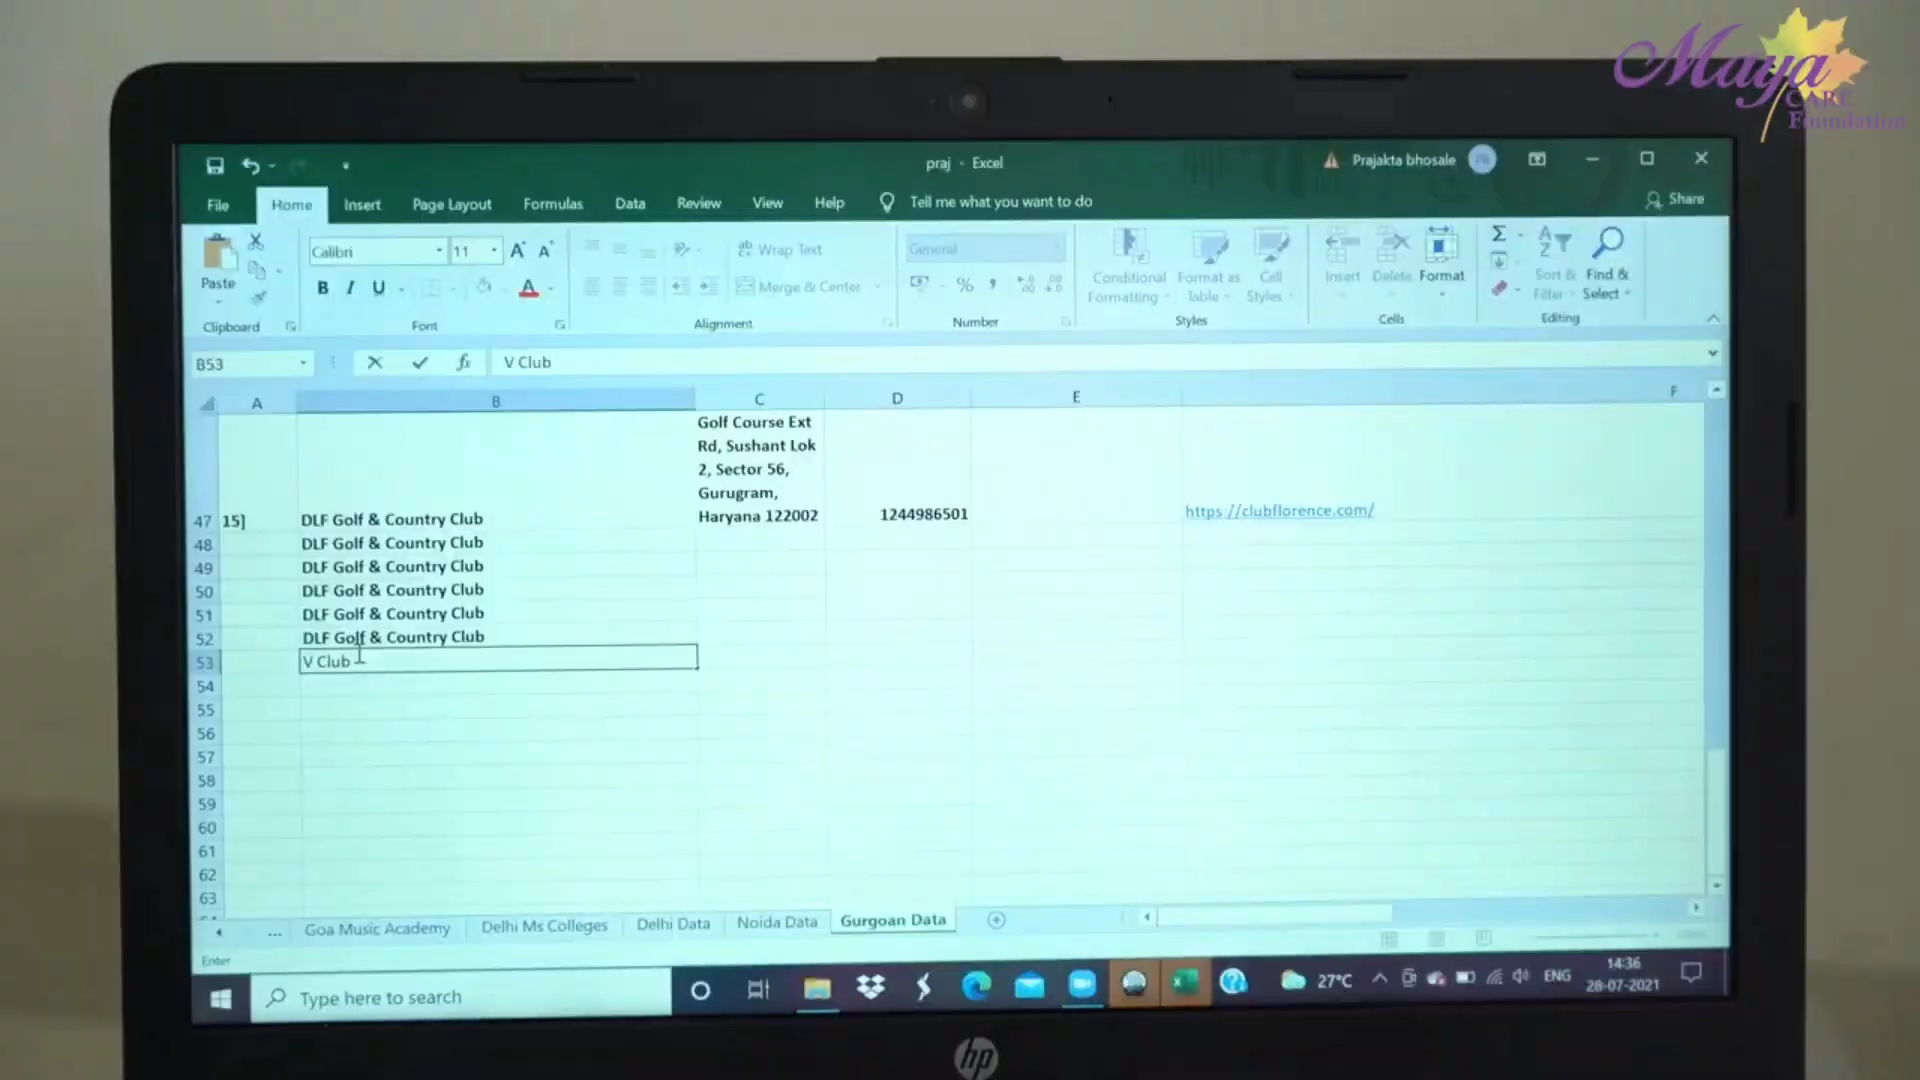 Maya
CARE
Foundation
praj - Excel
Prajakta bhosale
File
Home
Insert
Page Layout
Formulas
Data
Review
View
Help
Tell me what you want to do
Share
Paste
Clipboard
Calibri
11
B I U
Font
Wrap Text
Merge & Center
Alignment
General
Number
Conditional
Formatting
Format as
Table
Cell
Styles
Styles
Insert
Delete
Format
Cells
Sort &
Filter
Find &
Select
Editing
B53
fx
V Club
A B C D E F
Golf Course Ext
Rd, Sushant Lok
2, Sector 56,
Gurugram,
47 15] DLF Golf & Country Club Haryana 122002 1244986501 https://clubflorence.com/
48 DLF Golf & Country Club
49 DLF Golf & Country Club
50 DLF Golf & Country Club
51 DLF Golf & Country Club
52 DLF Golf & Country Club
53 V Club
54
55
56
57
58
59
60
61
62
63
... Goa Music Academy Delhi Ms Colleges Delhi Data Noida Data Gurgoan Data
Enter
Type here to search
27°C
ENG
14:36
28-07-2021
hp